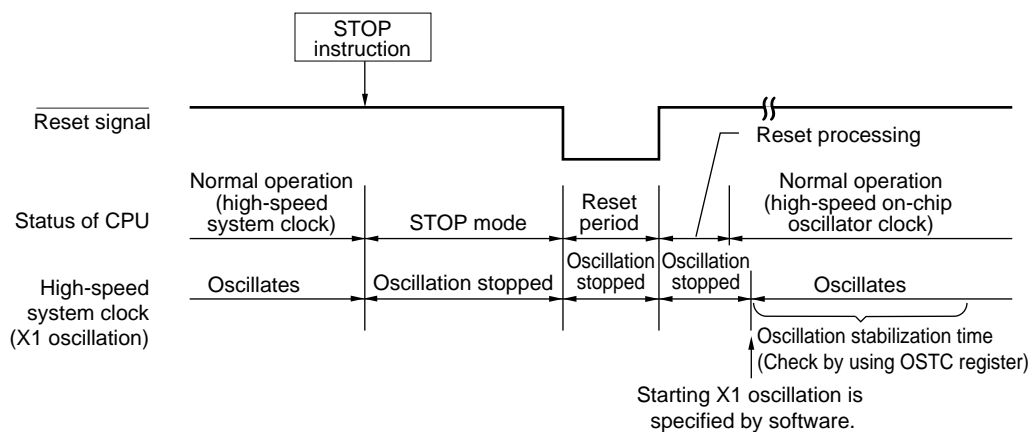 STOP
instruction
Reset signal
Reset processing
Normal operation
(high-speed
system clock)
Status of CPU
STOP mode
Reset
period
Normal operation
(high-speed on-chip
oscillator clock)
High-speed
system clock
(X1 oscillation)
Oscillates
Oscillation stopped
Oscillation
stopped
Oscillation
stopped
Oscillates
Oscillation stabilization time
(Check by using OSTC register)
Starting X1 oscillation is
specified by software.